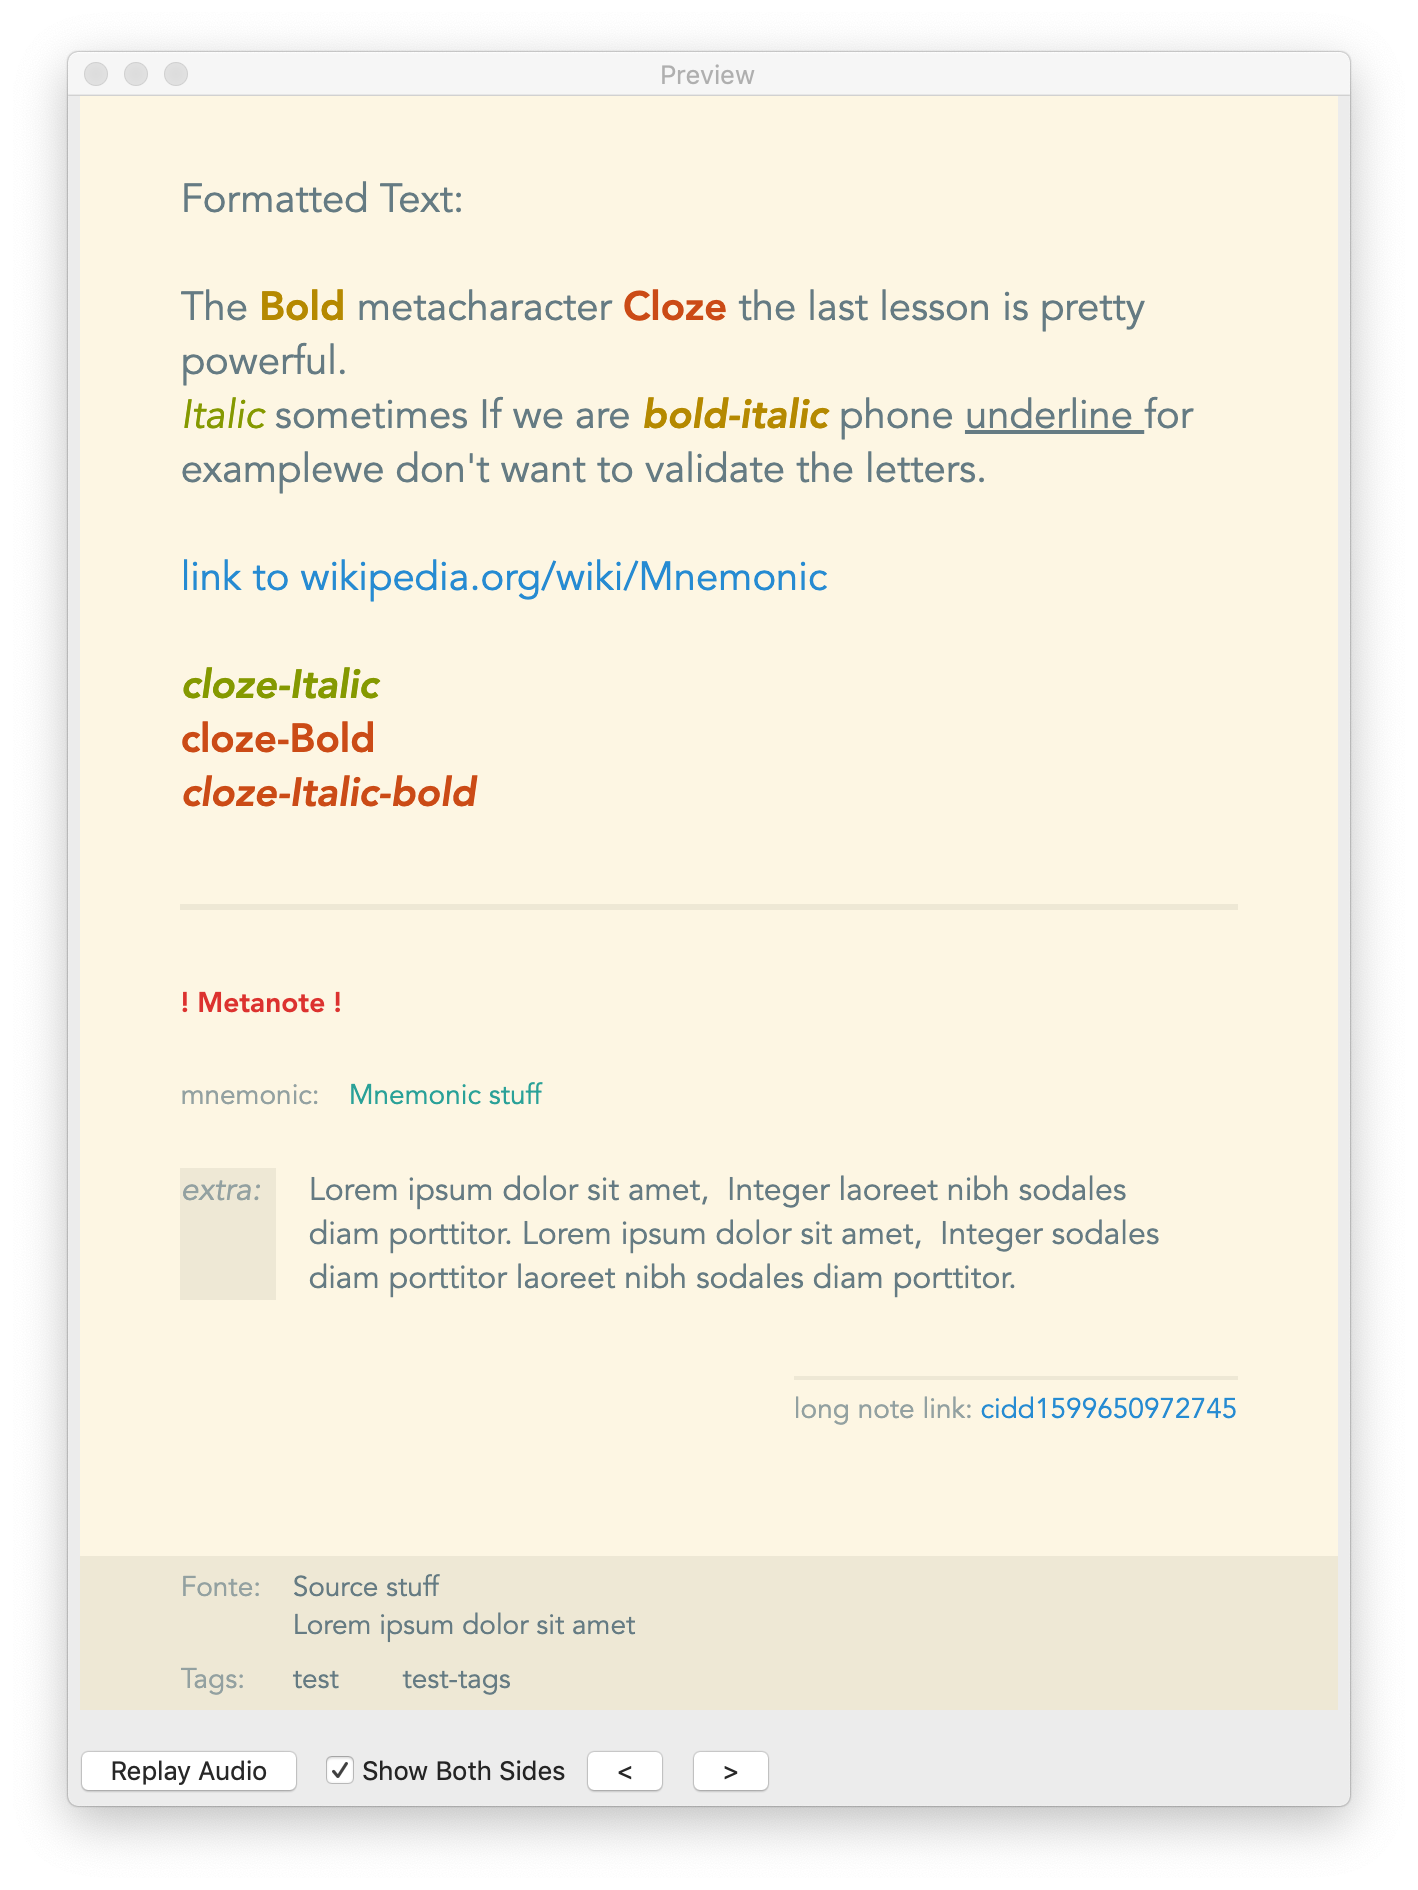 Preview
Formatted Text:
The Bold metacharacter Cloze the last lesson is pretty
powerful.
Italic sometimes If we are bold-italic phone underline for
examplewe don't want to validate the letters.
link to wikipedia.org/wiki/Mnemonic
cloze-Italic
cloze-Bold
cloze-Italic-bold
! Metanote !
mnemonic: Mnemonic stuff
extra: Lorem ipsum dolor sit amet,  Integer laoreet nibh sodales
diam porttitor. Lorem ipsum dolor sit amet,  Integer sodales
diam porttitor laoreet nibh sodales diam porttitor.
long note link: cidd1599650972745
Fonte: Source stuff
Lorem ipsum dolor sit amet
Tags: test test-tags
Replay Audio Show Both Sides < >